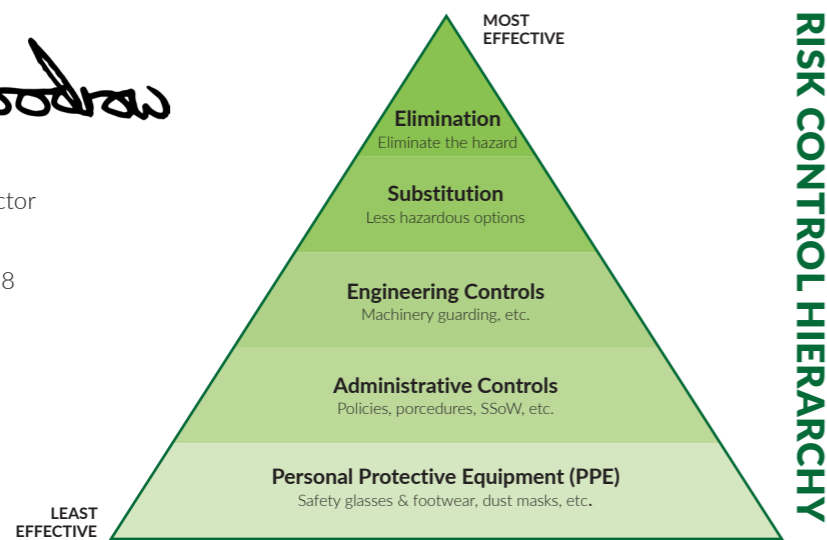 MOST
EFFECTIVE
Elimination
Eliminate the hazard
Substitution
Less hazardous options
Engineering Controls
Machinery guarding, etc.
Administrative Controls
Policies, porcedures, SSoW, etc.
Personal Protective Equipment (PPE)
Safety glasses & footwear, dust masks, etc.
LEAST
EFFECTIVE
RISK CONTROL HIERARCHY
8